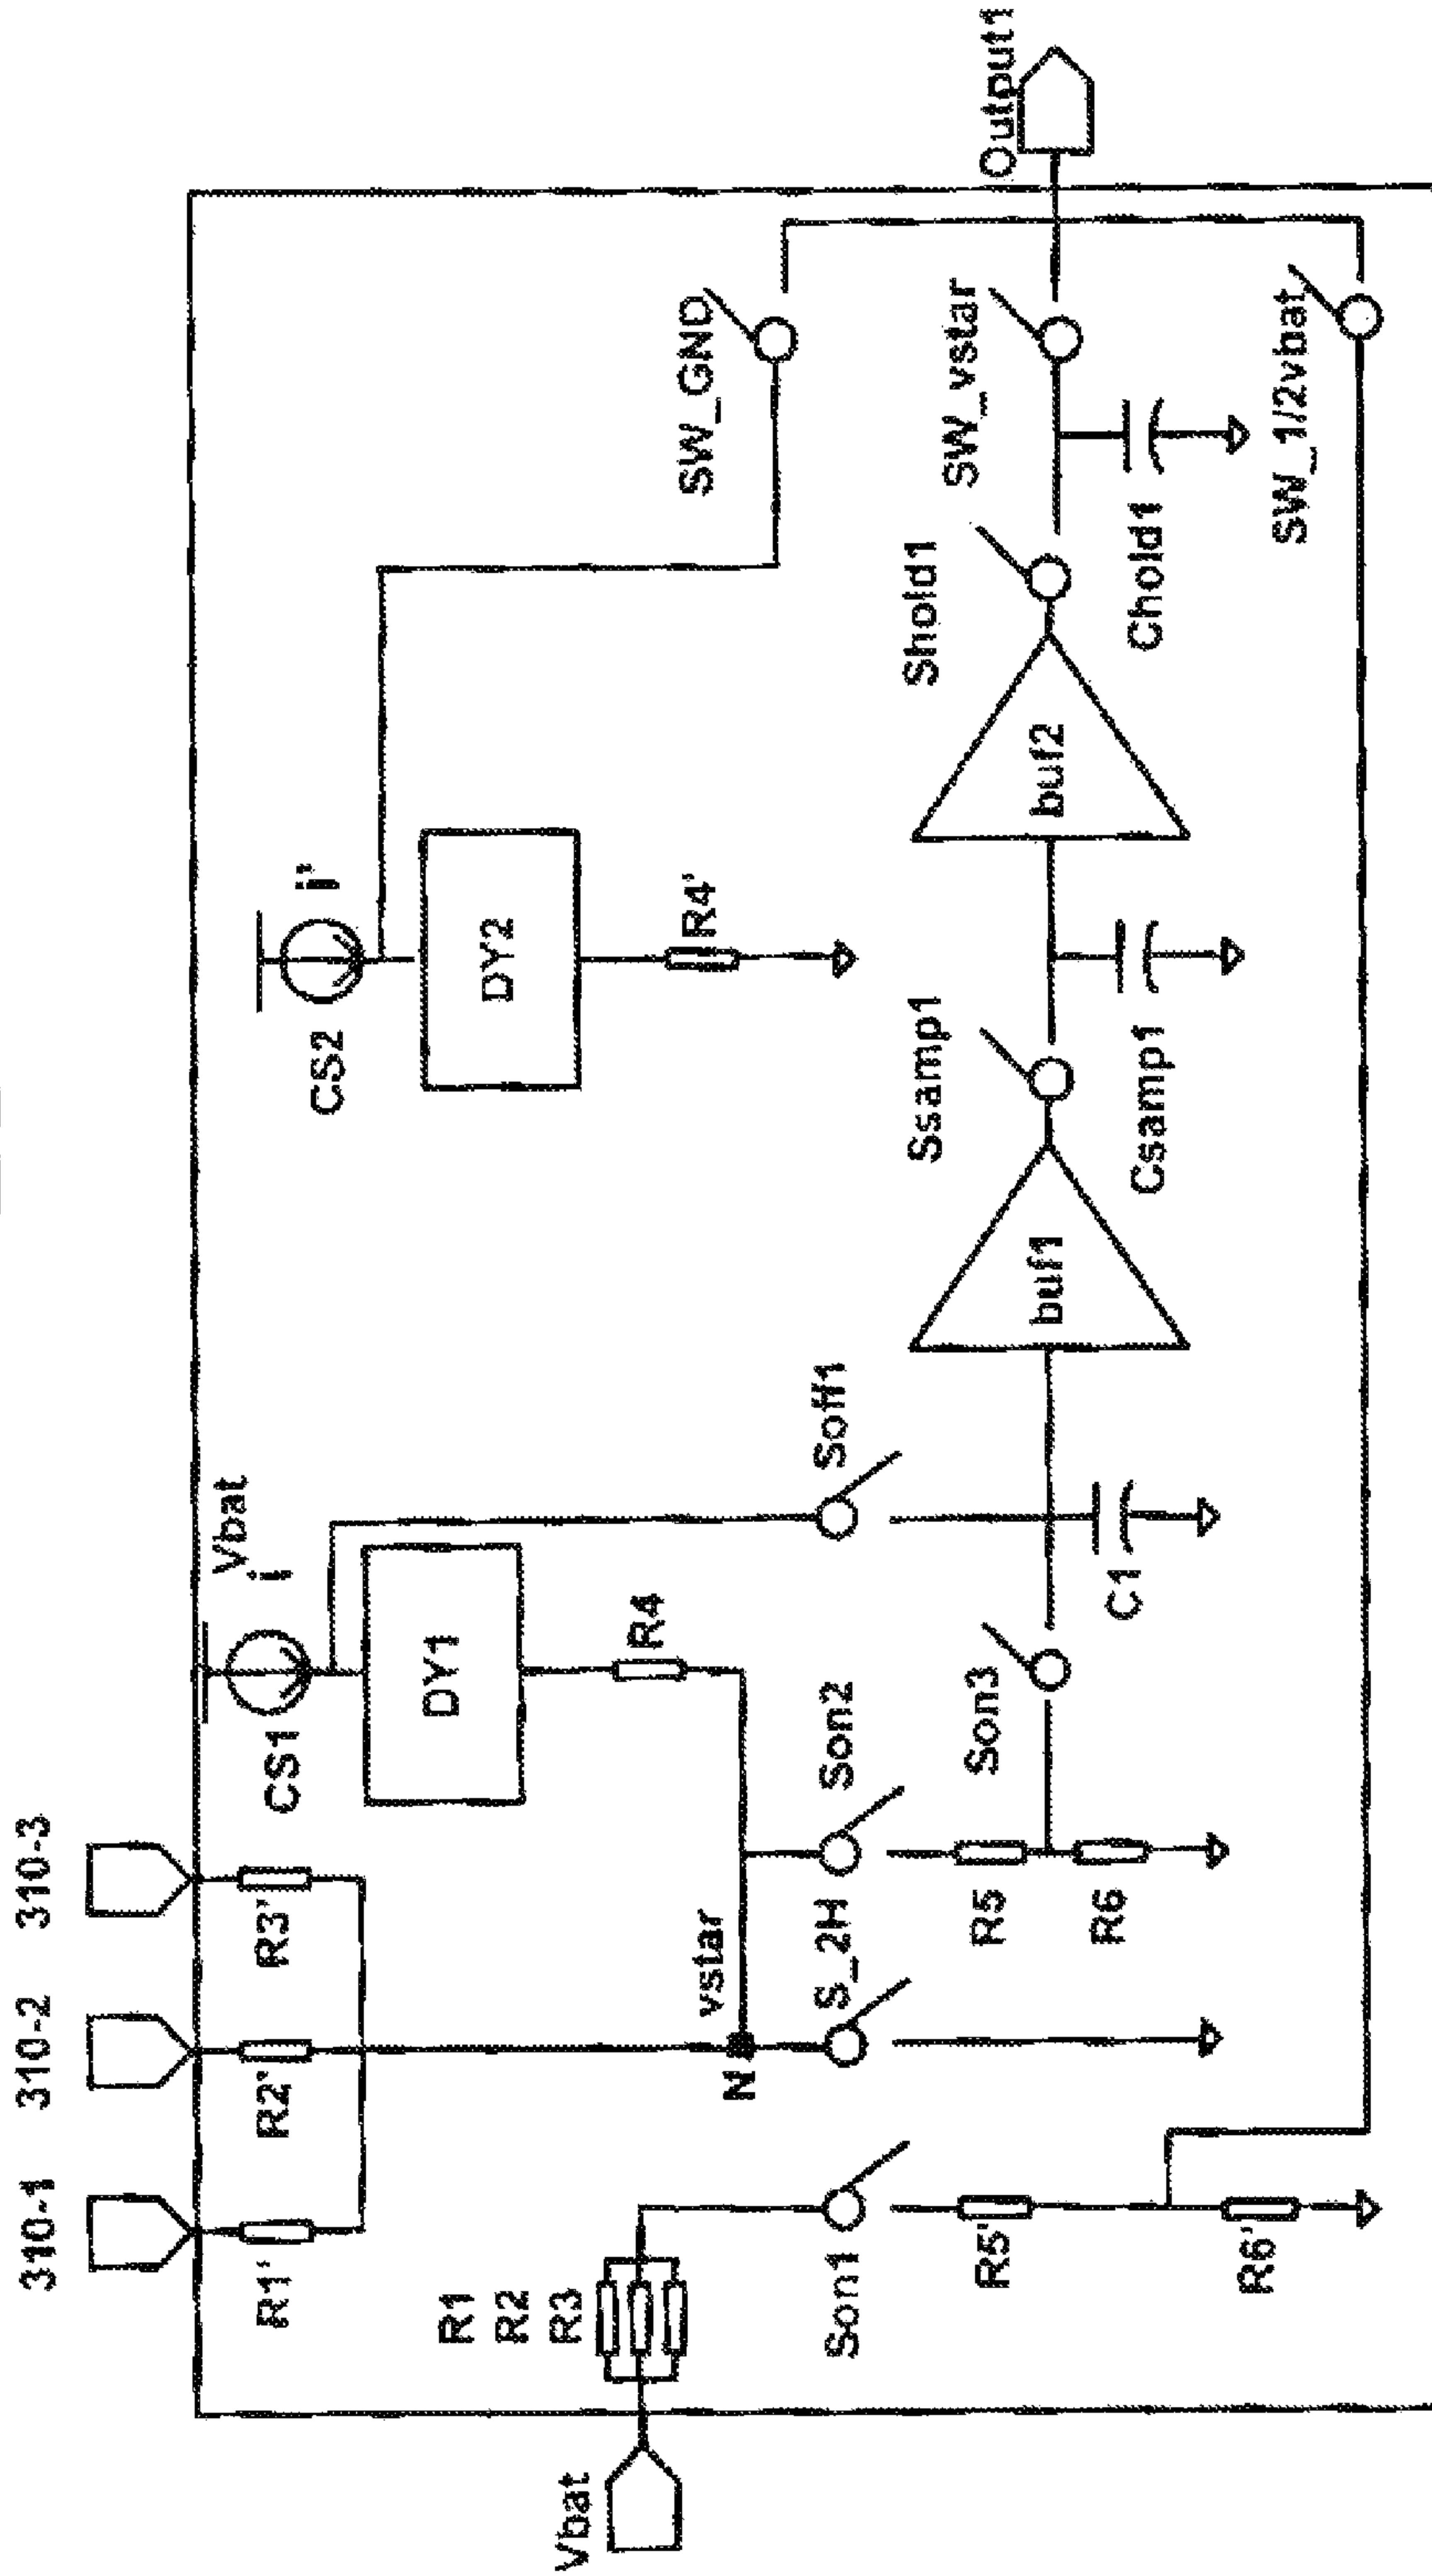 310-1
310-2
310-3
R1'
R2'
R3'
Vbat
i
CS1
DY1
R4
CS2
i'
DY2
R4'
Vbat
R1
R2
R3
vstar
N
Son1
S_2H
Son2
Soff1
R5'
R6'
R5
R6
Son3
C1
buf1
Ssamp1
Csamp1
buf2
Shold1
Chold1
SW_GND
SW_vstar
SW_1/2vbat
Output1